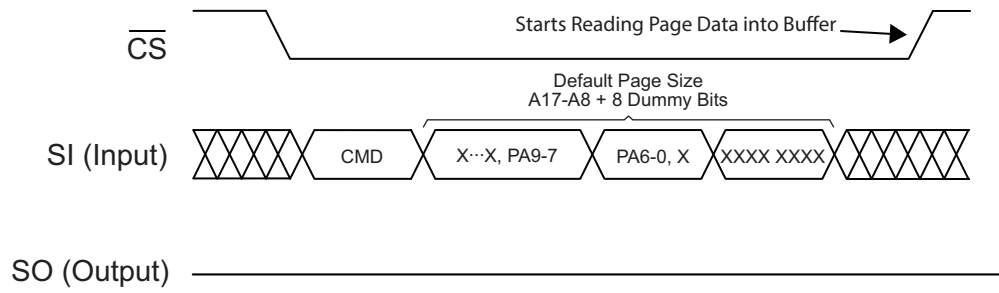 Starts Reading Page Data into Buffer
CS
Default Page Size
A17-A8 + 8 Dummy Bits
SI (Input)
CMD
X···X, PA9-7
PA6-0, X
XXXX XXXX
SO (Output)